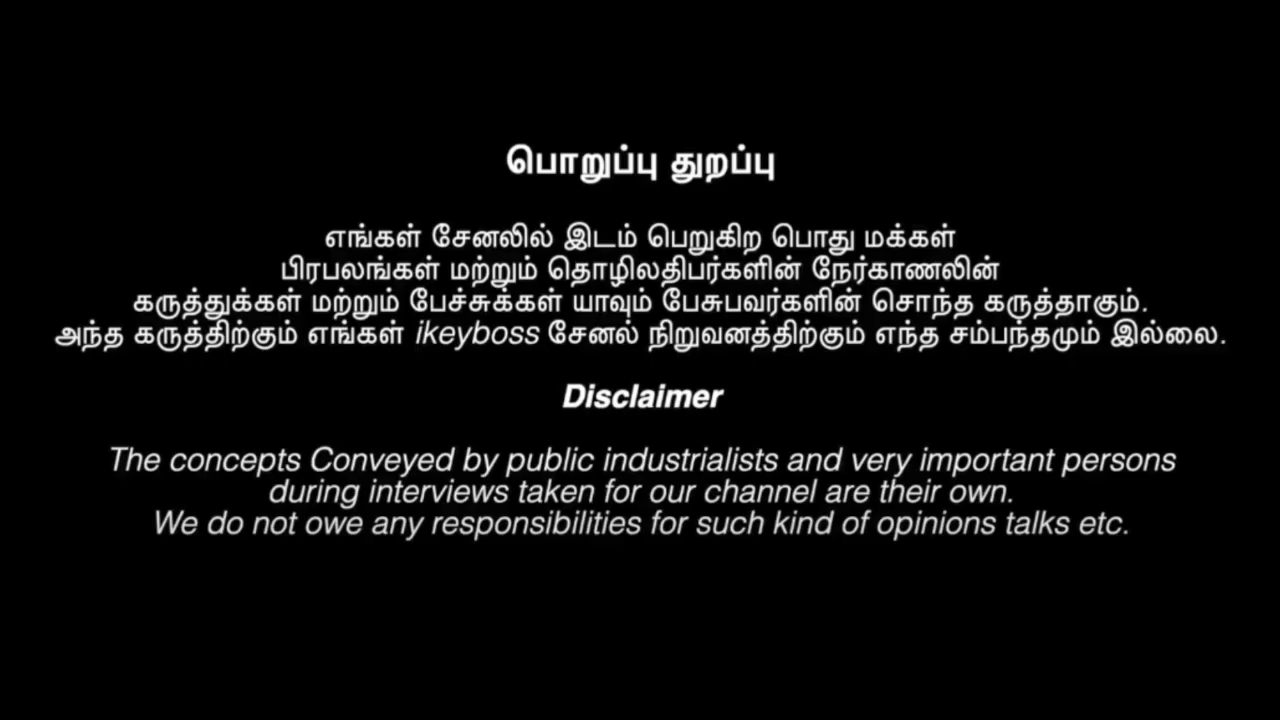 பொறுப்பு துறப்பு
எங்கள் சேனலில் இடம் பெறுகிற பொது மக்கள்
பிரபலங்கள் மற்றும் தொழிலதிபர்களின் நேர்காணலின்
கருத்துக்கள் மற்றும் பேச்சுக்கள் யாவும் பேசுபவர்களின் சொந்த கருத்தாகும்.
அந்த கருத்திற்கும் எங்கள் ikeyboss சேனல் நிறுவனத்திற்கும் எந்த சம்பந்தமும் இல்லை.
Disclaimer
The concepts Conveyed by public industrialists and very important persons
during interviews taken for our channel are their own.
We do not owe any responsibilities for such kind of opinions talks etc.